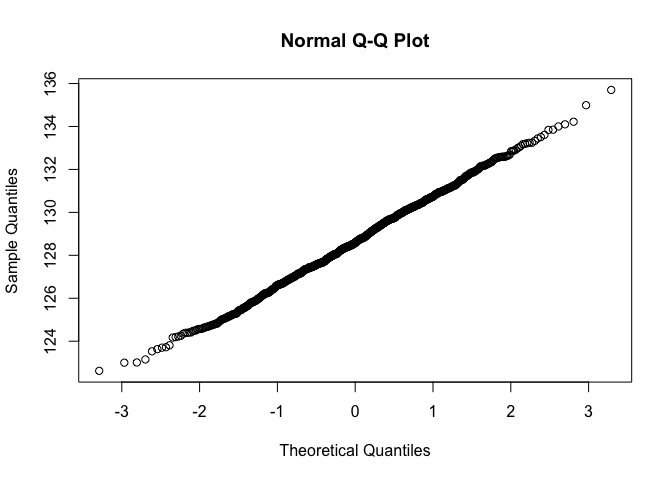 Normal Q-Q Plot
136
134
132
130
128
126
124
Sample Quantiles
-3 -2 -1 0 1 2 3
Theoretical Quantiles